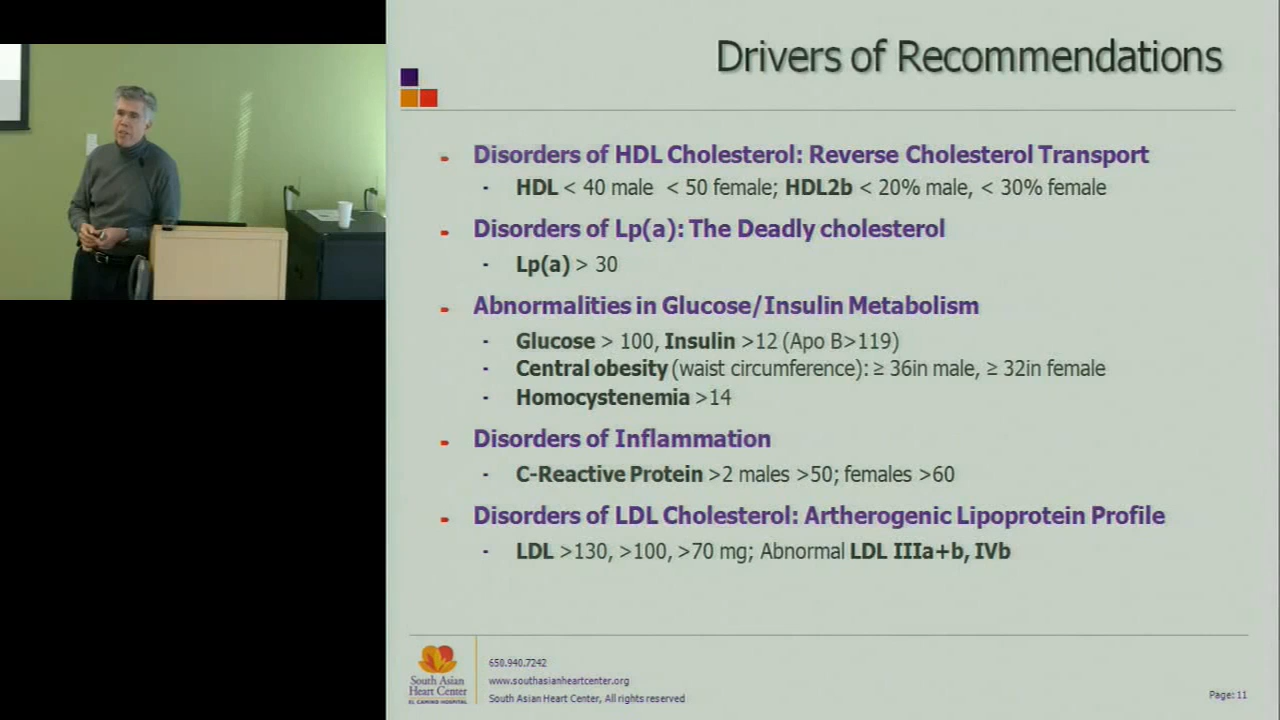 Drivers of Recommendations
- Disorders of HDL Cholesterol: Reverse Cholesterol Transport
- HDL < 40 male < 50 female; HDL2b < 20% male, < 30% female
- Disorders of Lp(a): The Deadly cholesterol
- Lp(a) > 30
- Abnormalities in Glucose/Insulin Metabolism
- Glucose > 100, Insulin >12 (Apo B>119)
- Central obesity (waist circumference): ≥ 36in male, ≥ 32in female
- Homocystenemia >14
- Disorders of Inflammation
- C-Reactive Protein >2 males >50; females >60
- Disorders of LDL Cholesterol: Artherogenic Lipoprotein Profile
- LDL >130, >100, >70 mg; Abnormal LDL IIIa+b, IVb
South Asian
Heart Center
EL CAMINO HOSPITAL
650.940.7242
www.southasianheartcenter.org
South Asian Heart Center, All rights reserved
Page: 11